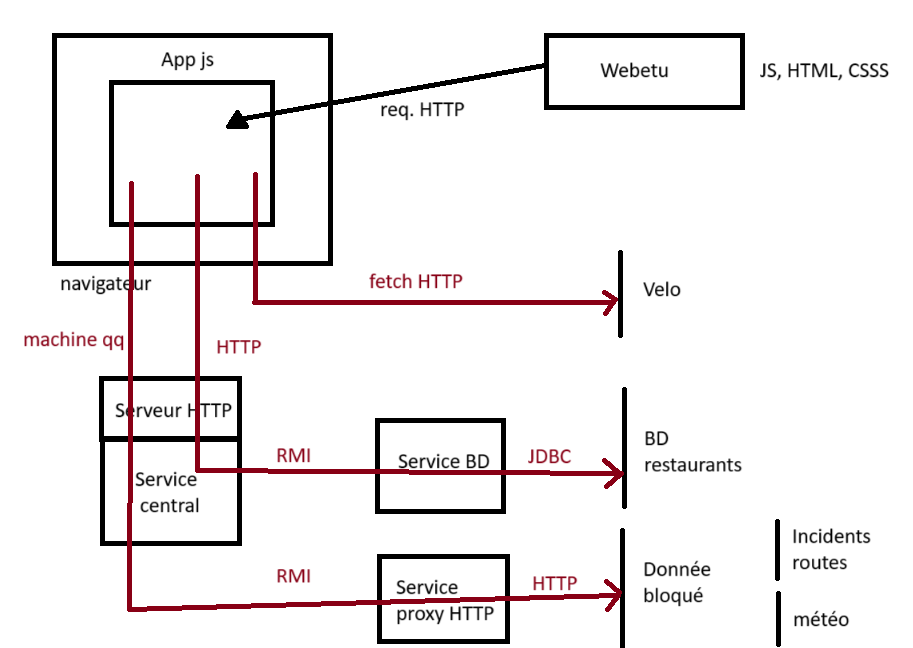 App js
Webetu
JS, HTML, CSSS
req. HTTP
navigateur
fetch HTTP
Velo
machine qq
HTTP
Serveur HTTP
Service
central
RMI
Service BD
JDBC
BD
restaurants
RMI
Service
proxy HTTP
HTTP
Donnée
bloqué
Incidents
routes
météo